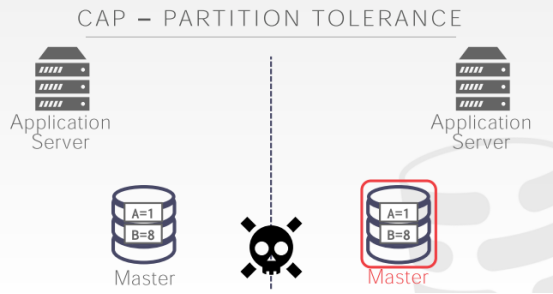 CAP – PARTITION TOLERANCE
Application
Server
Application
Server
A=1
B=8
Master
A=1
B=8
Master